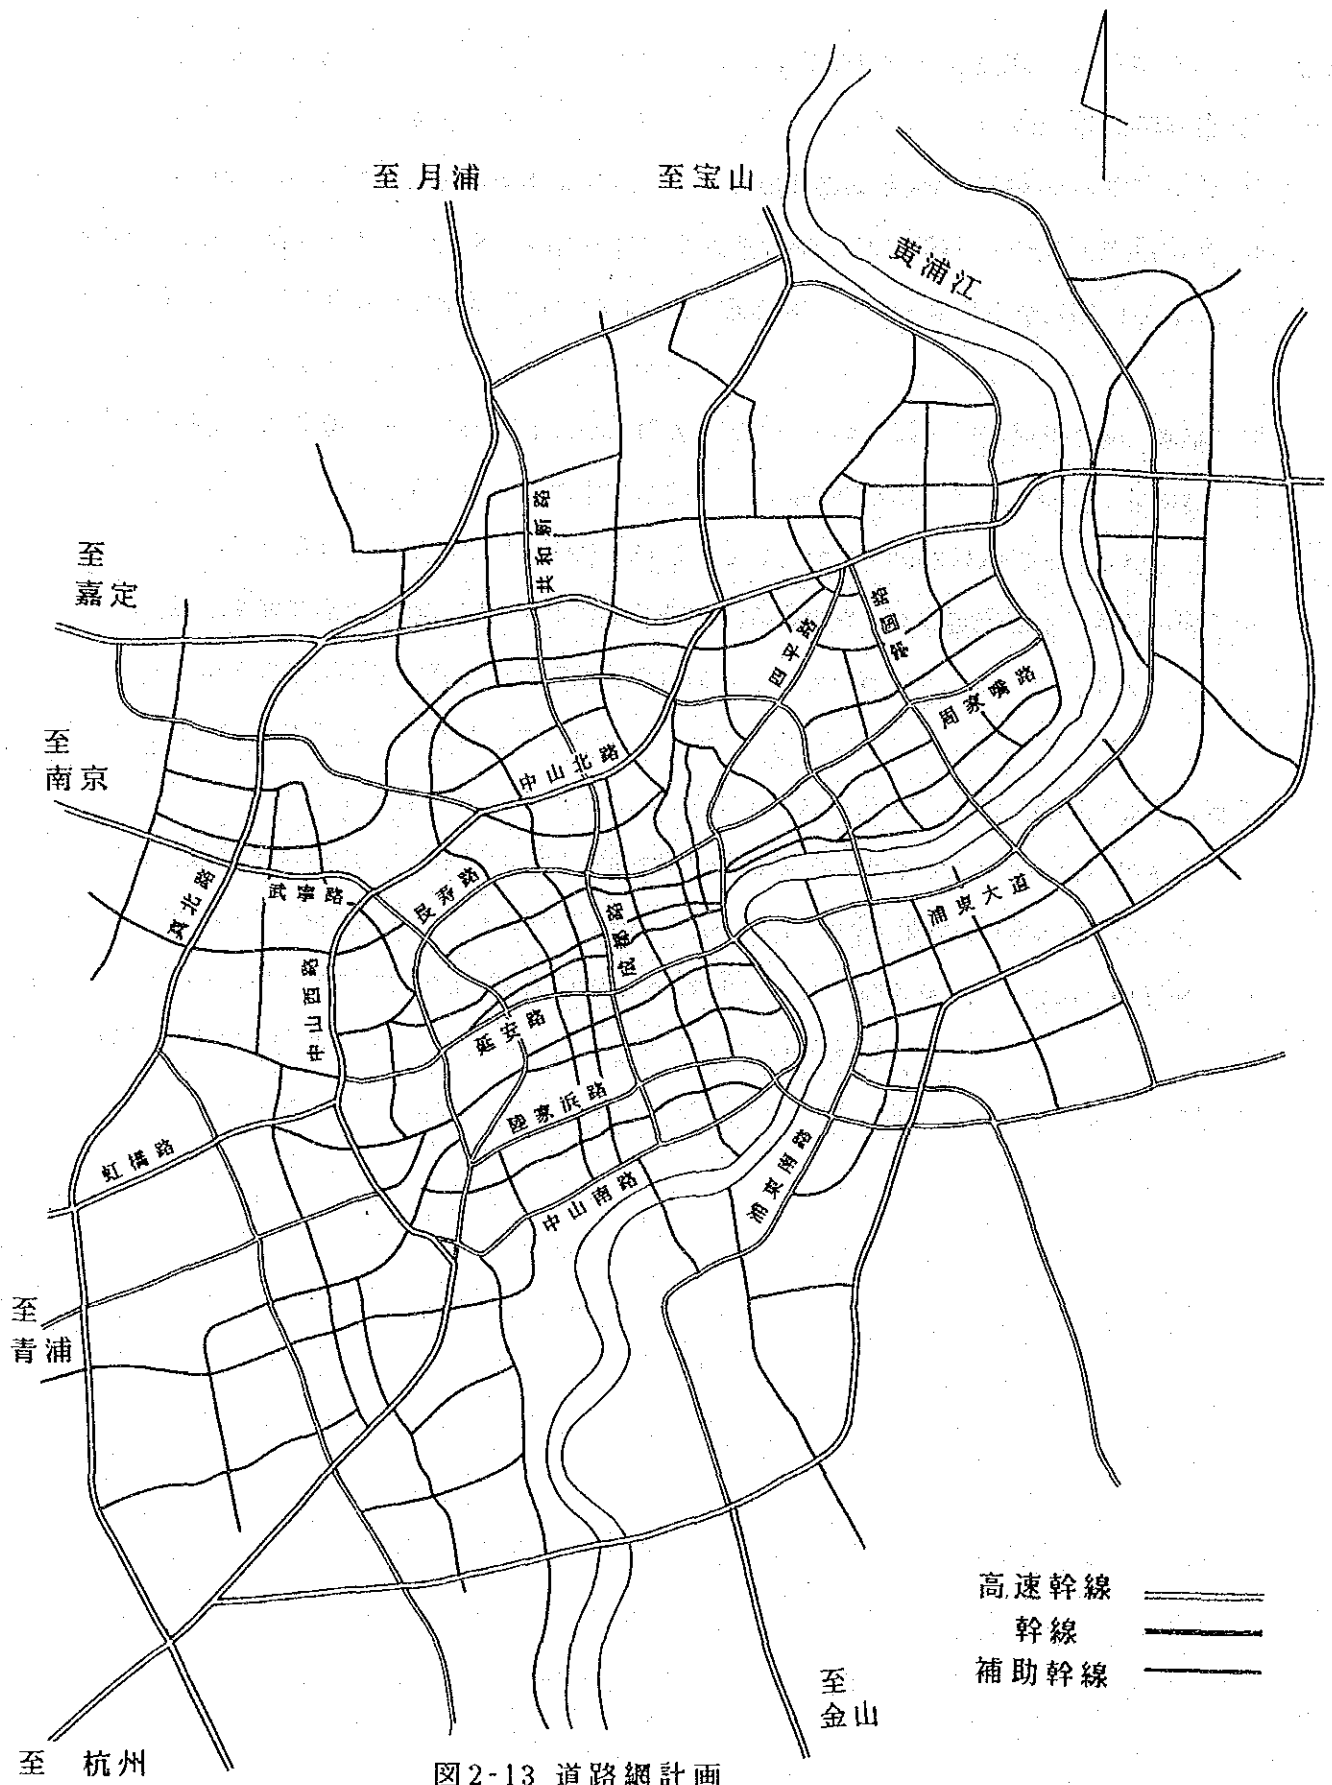 至 月浦
至宝山
黄浦江
共和新路
至
嘉定
四平路
周家嘴路
至
南京
中山北路
真北路
武寧路
長寿路
成都路
浦東大道
中山西路
延安路
陸家浜路
虹橋路
中山南路
浦東南路
至
青浦
高速幹線
幹線
補助幹線
至
金山
至 杭州
図2-13 道路網計画